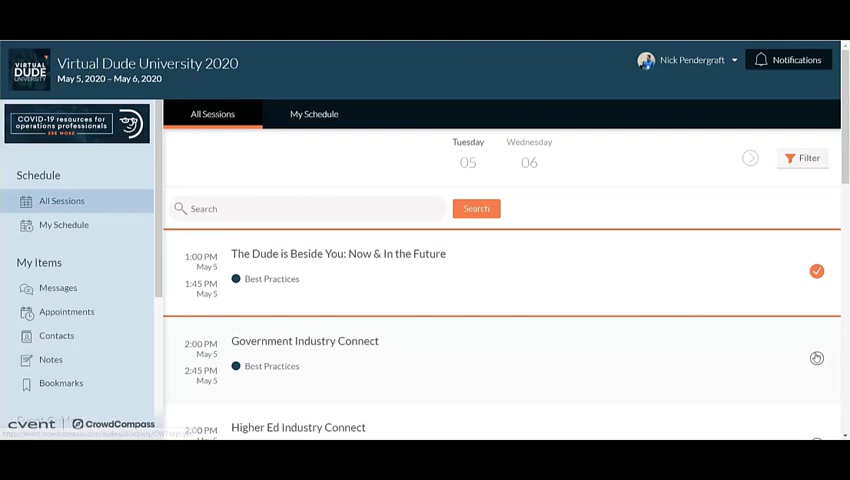 VIRTUAL
DUDE
UNIVERSITY
Virtual Dude University 2020
May 5, 2020 – May 6, 2020
Nick Pendergraft
Notifications
COVID-19 resources for
operations professionals
SEE MORE
All Sessions
My Schedule
Tuesday
05
Wednesday
06
Filter
Schedule
All Sessions
My Schedule
Search
Search
My Items
Messages
Appointments
Contacts
Notes
Bookmarks
1:00 PM
May 5
1:45 PM
May 5
The Dude is Beside You: Now & In the Future
Best Practices
2:00 PM
May 5
2:45 PM
May 5
Government Industry Connect
Best Practices
2:00 PM
May 5
Higher Ed Industry Connect
cvent
CrowdCompass